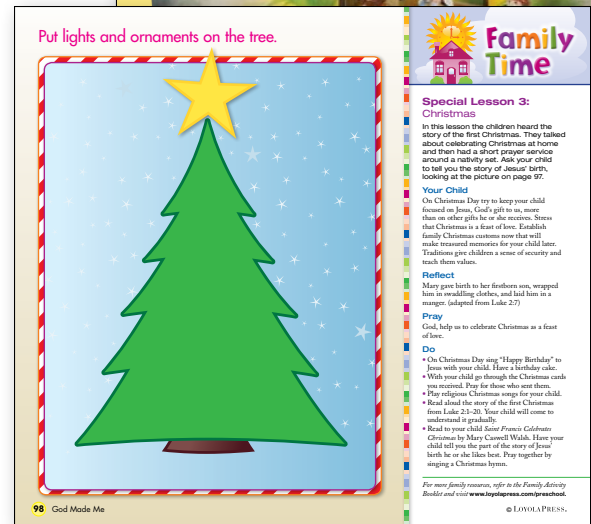 Put lights and ornaments on the tree.
98 God Made Me
Family
Time
Special Lesson 3:
Christmas
In this lesson the children heard the
story of the first Christmas. They talked
about celebrating Christmas at home
and then had a short prayer service
around a nativity set. Ask your child
to tell you the story of Jesus' birth,
looking at the picture on page 97.
Your Child
On Christmas Day try to keep your child
focused on Jesus, God's gift to us, more
than on other gifts he or she receives. Stress
that Christmas is a feast of love. Establish
family Christmas customs now that will
make treasured memories for your child later.
Traditions give children a sense of security and
teach them values.
Reflect
Mary gave birth to her firstborn son, wrapped
him in swaddling clothes, and laid him in a
manger. (adapted from Luke 2:7)
Pray
God, help us to celebrate Christmas as a feast
of love.
Do
• On Christmas Day sing "Happy Birthday" to
Jesus with your child. Have a birthday cake.
• With your child go through the Christmas cards
you received. Pray for those who sent them.
• Play religious Christmas songs for your child.
• Read aloud the story of the first Christmas
from Luke 2:1–20. Your child will come to
understand it gradually.
• Read to your child Saint Francis Celebrates
Christmas by Mary Caswell Walsh. Have your
child tell you the part of the story of Jesus'
birth he or she likes best. Pray together by
singing a Christmas hymn.
For more family resources, refer to the Family Activity
Booklet and visit www.loyolapress.com/preschool.
© LOYOLAPRESS.